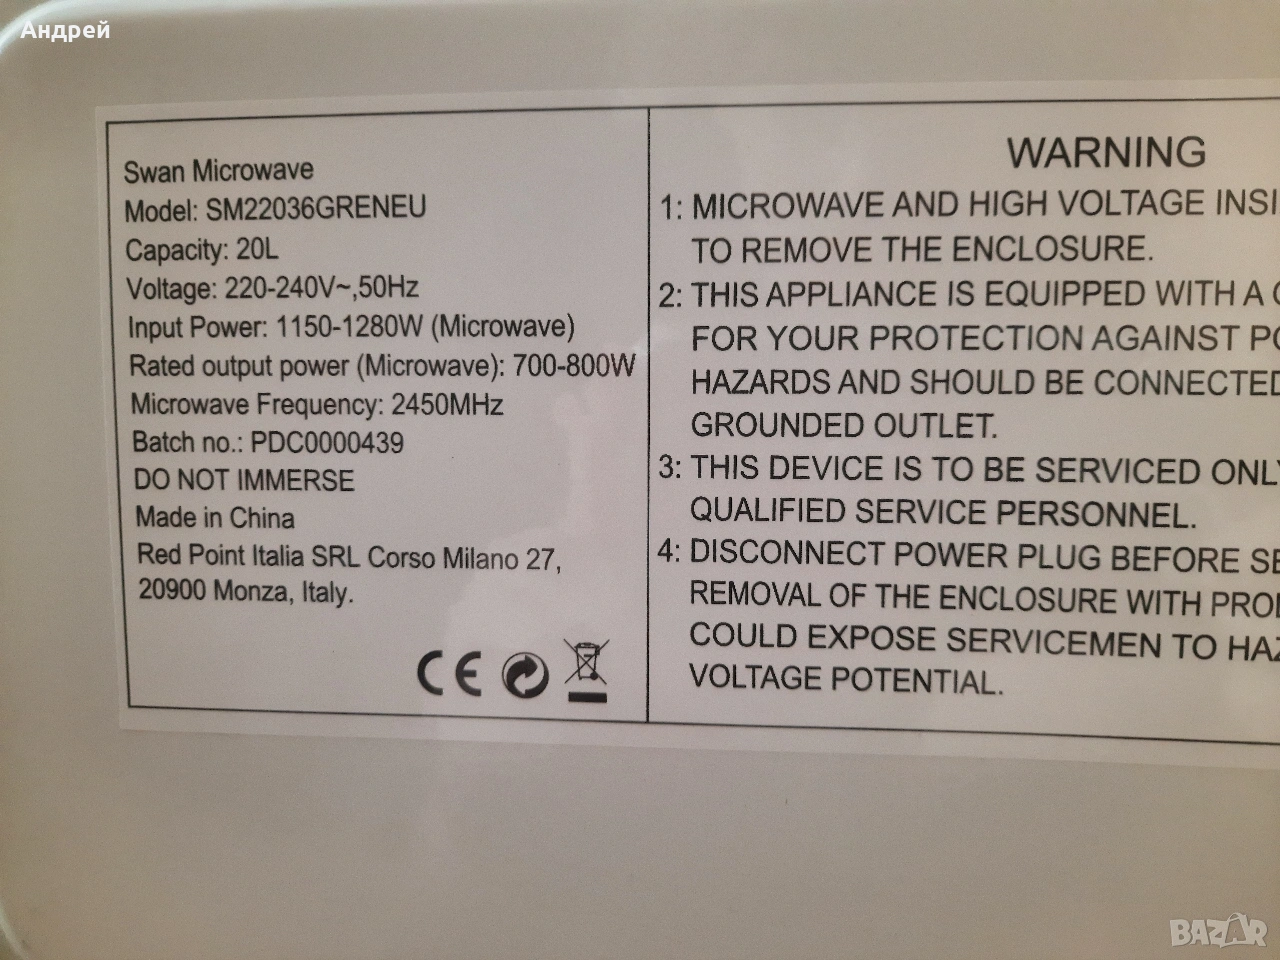 Андрей
Swan Microwave
Model: SM22036GRENEU
Capacity: 20L
Voltage: 220-240V~,50Hz
Input Power: 1150-1280W (Microwave)
Rated output power (Microwave): 700-800W
Microwave Frequency: 2450MHz
Batch no.: PDC0000439
DO NOT IMMERSE
Made in China
Red Point Italia SRL Corso Milano 27,
20900 Monza, Italy.
CE
WARNING
1: MICROWAVE AND HIGH VOLTAGE
TO REMOVE THE ENCLOSURE.
2: THIS APPLIANCE IS EQUIPPED WITH A
FOR YOUR PROTECTION AGAINST
HAZARDS AND SHOULD BE CONNECTED
GROUNDED OUTLET.
3: THIS DEVICE IS TO BE SERVICED ONLY
QUALIFIED SERVICE PERSONNEL.
4: DISCONNECT POWER PLUG BEFORE
REMOVAL OF THE ENCLOSURE WITH
COULD EXPOSE SERVICEMEN TO
VOLTAGE POTENTIAL.
BAZAR